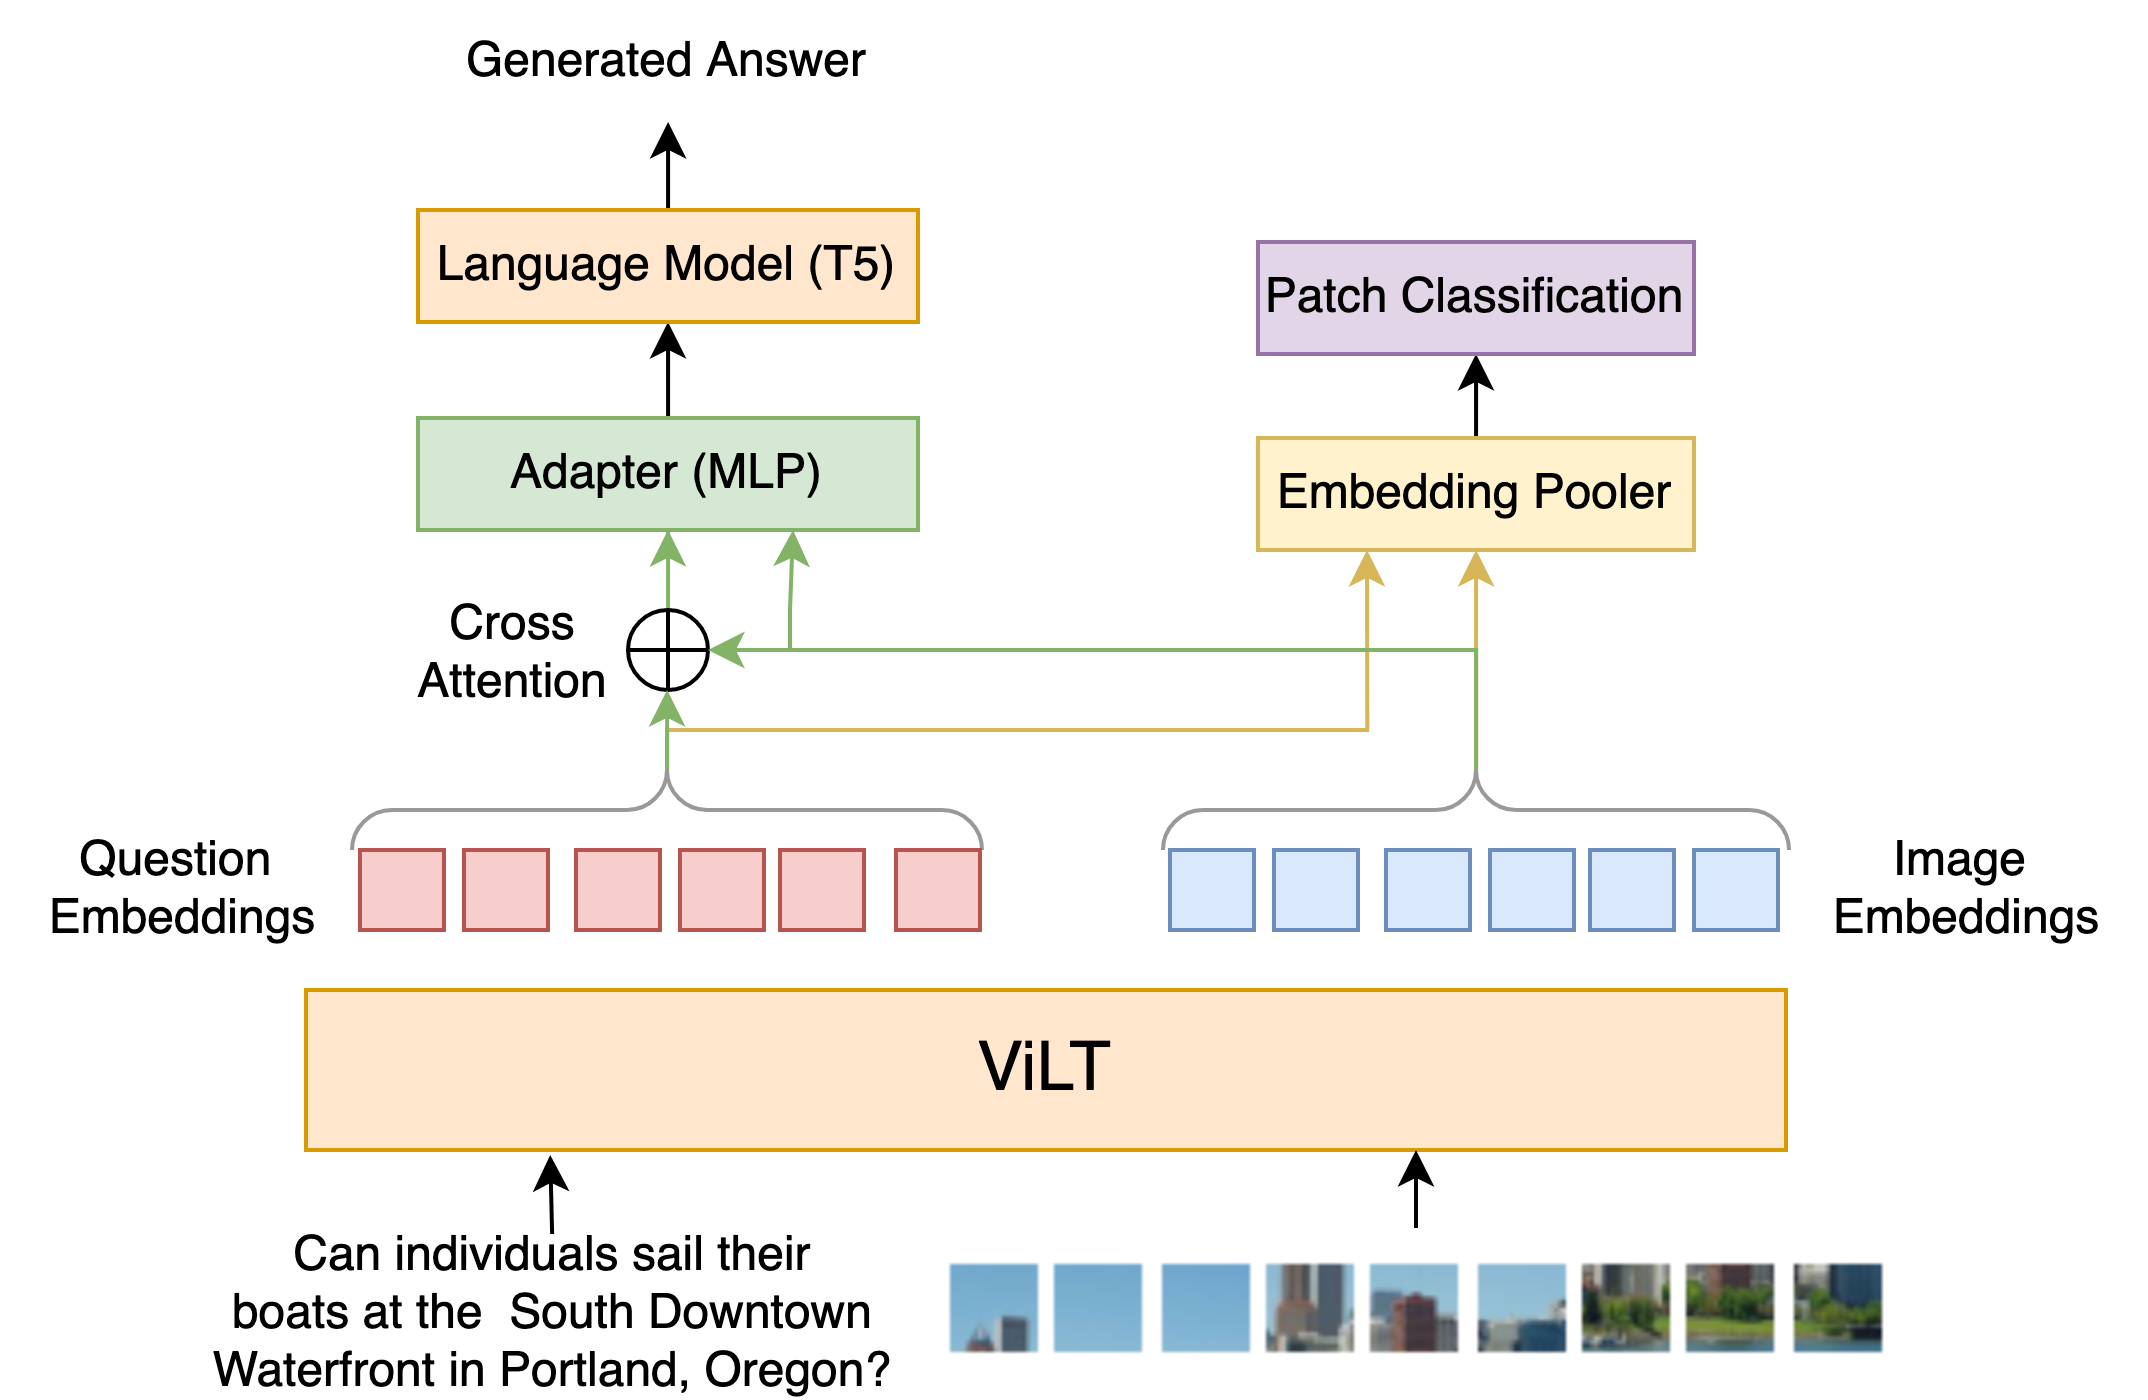 Generated Answer
Language Model (T5)
Patch Classification
Adapter (MLP)
Embedding Pooler
Cross
Attention
Question
Embeddings
Image
Embeddings
ViLT
Can individuals sail their
boats at the  South Downtown
Waterfront in Portland, Oregon?